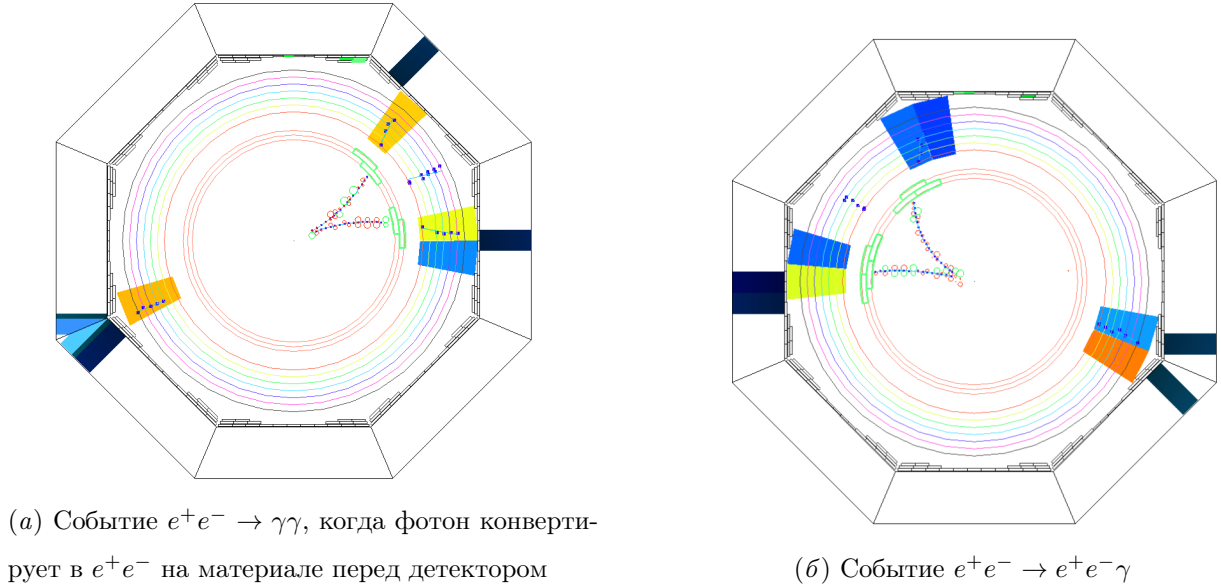 (а) Событие e⁺e⁻ → γγ, когда фотон конверти-
рует в e⁺e⁻ на материале перед детектором
(б) Событие e⁺e⁻ → e⁺e⁻γ